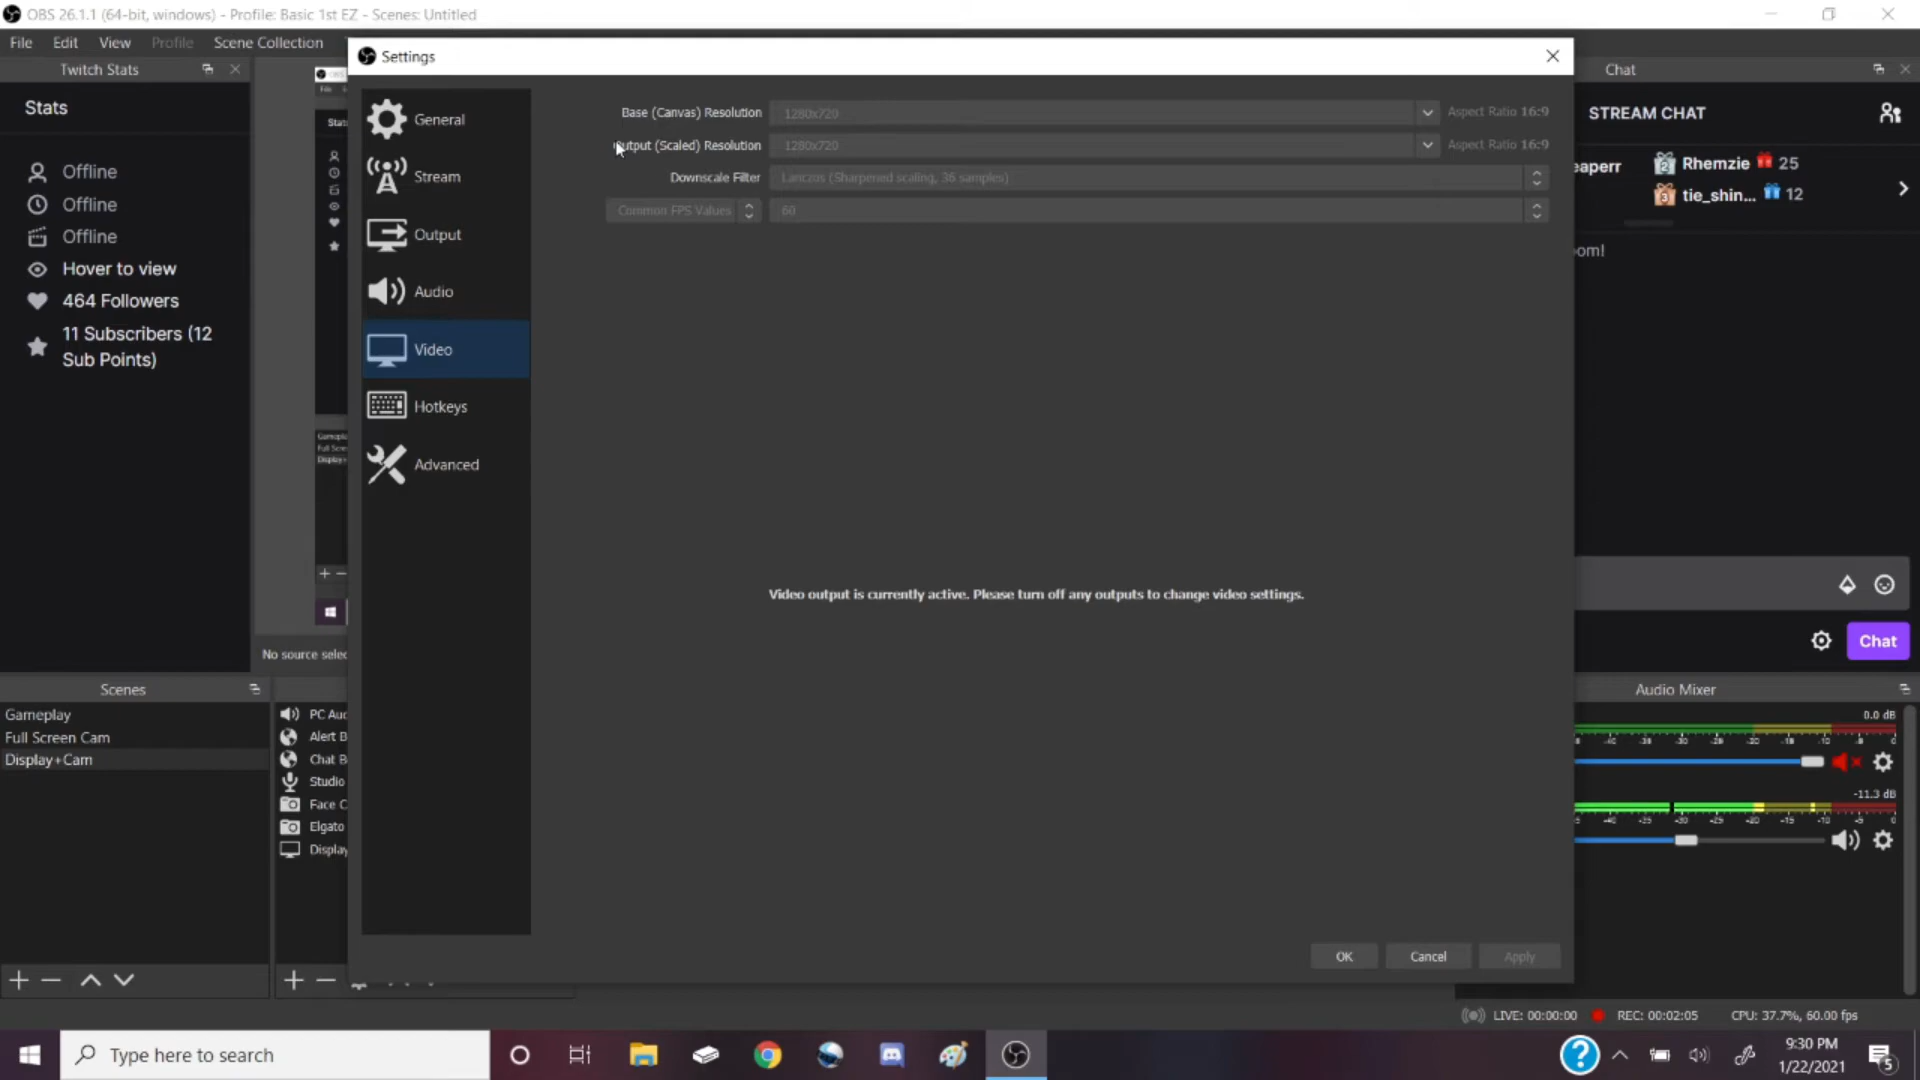 OBS 26.1.1 (64-bit, windows) - Profile: Basic 1st EZ - Scenes: Untitled
File Edit View Profile Scene Collection
Settings
Twitch Stats
Stats
Offline
Offline
Offline
Hover to view
464 Followers
11 Subscribers (12
Sub Points)
General
Stream
Output
Audio
Video
Hotkeys
Advanced
Base (Canvas) Resolution 1280x720 Aspect Ratio 16:9
Output (Scaled) Resolution 1280x720 Aspect Ratio 16:9
Downscale Filter Lanczos (Sharpened scaling, 36 samples)
Common FPS Values 60
Video output is currently active. Please turn off any outputs to change video settings.
OK Cancel Apply
Chat
STREAM CHAT
eaperr
2 Rhemzie 25
3 tie_shin... 12
om!
Chat
No source selec
Scenes
Gameplay
Full Screen Cam
Display+Cam
PC Auc
Alert B
Chat B
Studio
Face C
Elgato
Display
Audio Mixer
0.0 dB
-11.3 dB
LIVE: 00:00:00 REC: 00:02:05 CPU: 37.7%, 60.00 fps
Type here to search
9:30 PM
1/22/2021
5